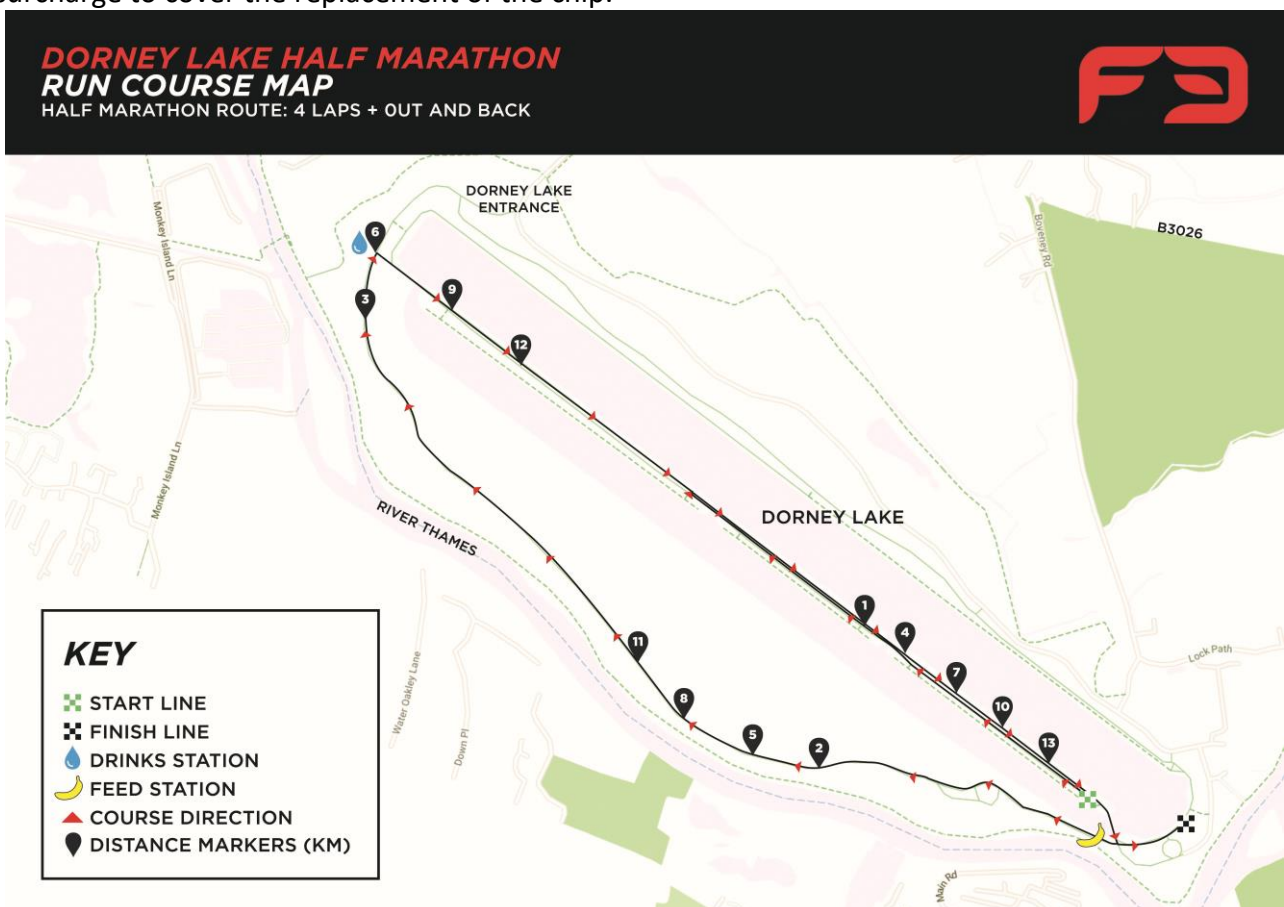 surcharge to cover the replacement of the chip.
DORNEY LAKE HALF MARATHON
RUN COURSE MAP
HALF MARATHON ROUTE: 4 LAPS + OUT AND BACK
F3
DORNEY LAKE
ENTRANCE
Monkey Island Ln
Boveney Rd
B3026
6
3
9
12
Monkey Island Ln
RIVER THAMES
DORNEY LAKE
1
4
7
10
13
11
8
5
2
Lock Path
Water Oakley Lane
Down Pl
Main Rd
KEY
START LINE
FINISH LINE
DRINKS STATION
FEED STATION
COURSE DIRECTION
DISTANCE MARKERS (KM)